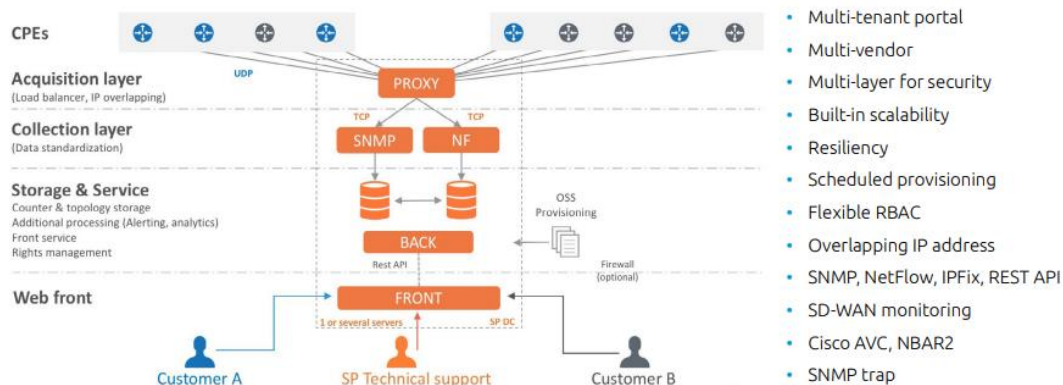 CPEs
UDP
Acquisition layer
(Load balancer, IP overlapping)
PROXY
TCP
TCP
Collection layer
(Data standardization)
SNMP
NF
Storage & Service
Counter & topology storage
Additional processing (Alerting, analytics)
Front service
Rights management
OSS
Provisioning
BACK
Rest API
Firewall
(optional)
Web front
FRONT
1 or several servers
SP DC
Customer A
SP Technical support
Customer B
• Multi-tenant portal
• Multi-vendor
• Multi-layer for security
• Built-in scalability
• Resiliency
• Scheduled provisioning
• Flexible RBAC
• Overlapping IP address
• SNMP, NetFlow, IPFix, REST API
• SD-WAN monitoring
• Cisco AVC, NBAR2
• SNMP trap